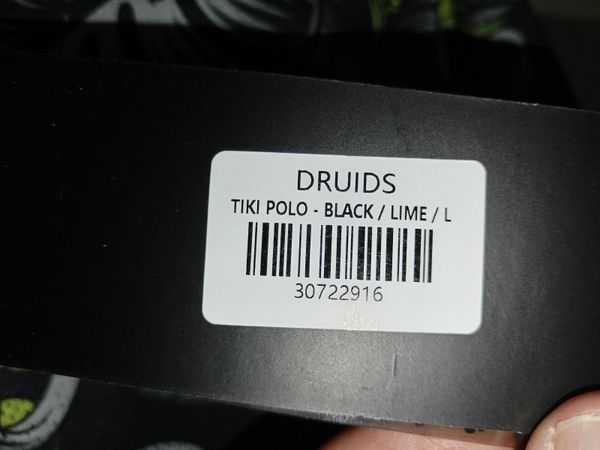 DRUIDS
TIKI POLO - BLACK / LIME / L
30722916